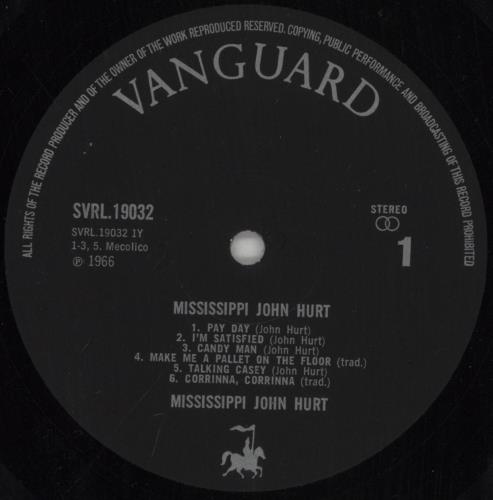 ALL RIGHTS OF THE RECORD PRODUCER AND OF THE OWNER OF THE WORK REPRODUCED RESERVED. COPYING, PUBLIC PERFORMANCE AND BROADCASTING OF THIS RECORD PROHIBITED
VANGUARD
SVRL.19032
SVRL.19032 1Y
1-3, 5. Mecolico
℗ 1966
STEREO
1
MISSISSIPPI JOHN HURT
1. PAY DAY (John Hurt)
2. I'M SATISFIED (John Hurt)
3. CANDY MAN (John Hurt)
4. MAKE ME A PALLET ON THE FLOOR (trad.)
5. TALKING CASEY (John Hurt)
6. CORRINNA, CORRINNA (trad.)
MISSISSIPPI JOHN HURT